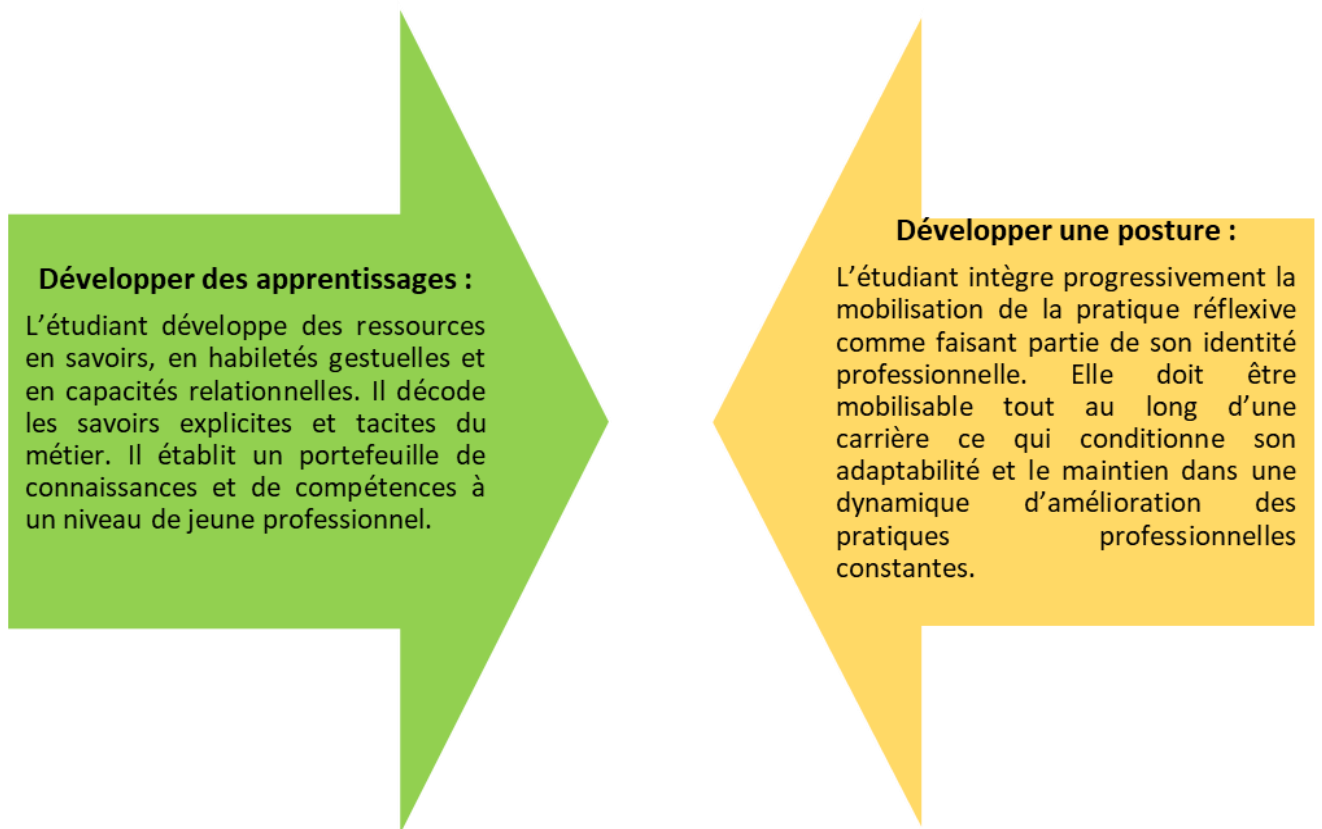 Développer des apprentissages :
L’étudiant développe des ressources
en savoirs, en habiletés gestuelles et
en capacités relationnelles. Il décode
les savoirs explicites et tacites du
métier. Il établit un portefeuille de
connaissances et de compétences à
un niveau de jeune professionnel.
Développer une posture :
L’étudiant intègre progressivement la
mobilisation de la pratique réflexive
comme faisant partie de son identité
professionnelle. Elle doit être
mobilisable tout au long d’une
carrière ce qui conditionne son
adaptabilité et le maintien dans une
dynamique d’amélioration des
pratiques professionnelles
constantes.